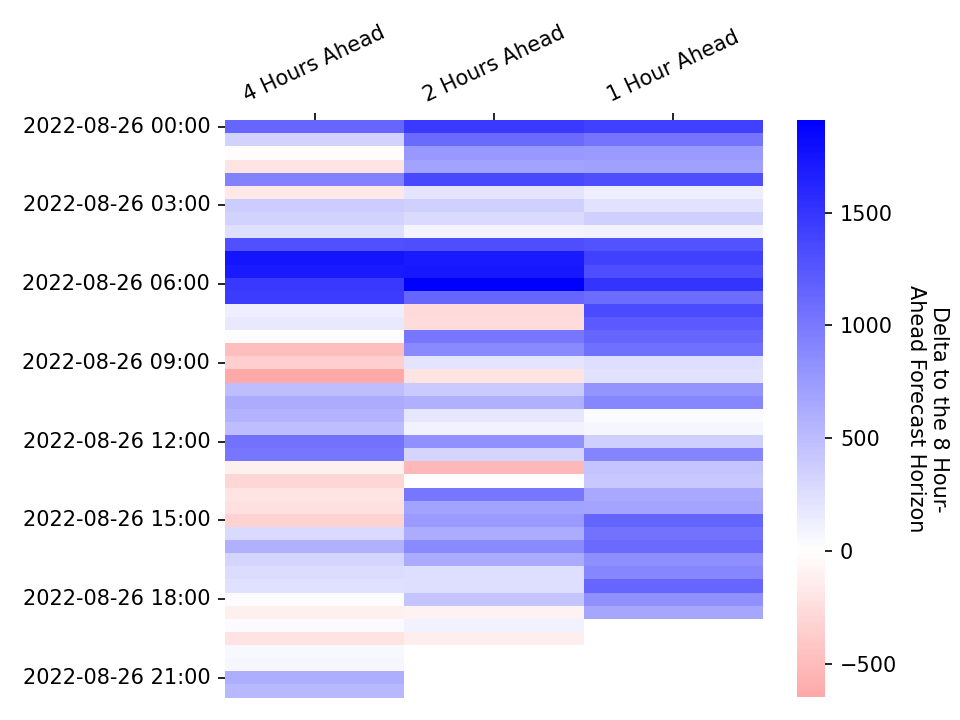 4 Hours Ahead
2 Hours Ahead
1 Hour Ahead
2022-08-26 00:00
2022-08-26 03:00
2022-08-26 06:00
2022-08-26 09:00
2022-08-26 12:00
2022-08-26 15:00
2022-08-26 18:00
2022-08-26 21:00
1500
1000
500
0
−500
Delta to the 8 Hour-
Ahead Forecast Horizon